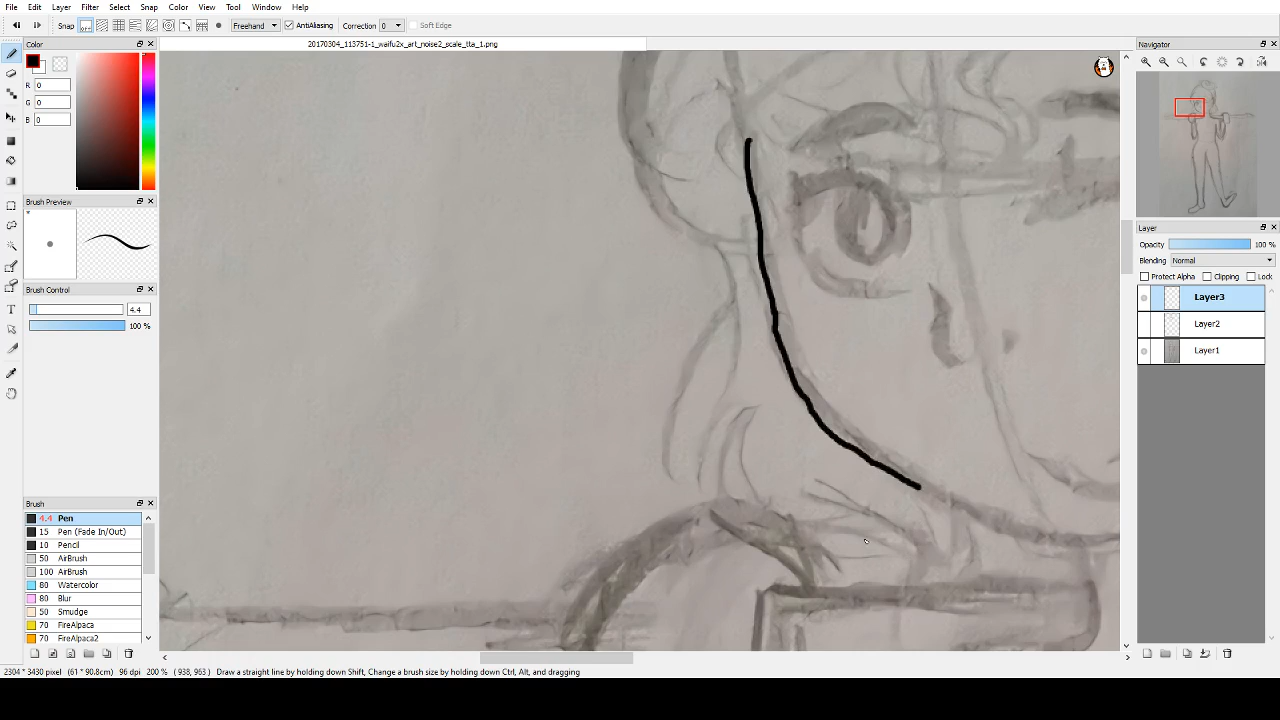 File Edit View Layer Filter Select Snap Color View Tool Window Help
Snap off Freehand AntiAliasing Correction 0 Soft Edge
20170304_113751-1_waifu2x_art_noise2_scale_tta_1.png
Color
R 0
G 0
B 0
Brush Preview
*
Brush Control
4.4
100 %
Brush
4.4 Pen
15 Pen (Fade In/Out)
10 Pencil
50 AirBrush
100 AirBrush
80 Watercolor
80 Blur
50 Smudge
70 FireAlpaca
70 FireAlpaca2
Navigator
Layer
Opacity 100 %
Blending Normal
Protect Alpha Clipping Lock
Layer3
Layer2
Layer1
2304 * 3430 pixel (61 * 90.8cm) 96 dpi 200 % ( 938, 963 ) Draw a straight line by holding down Shift, Change a brush size by holding down Ctrl, Alt, and dragging